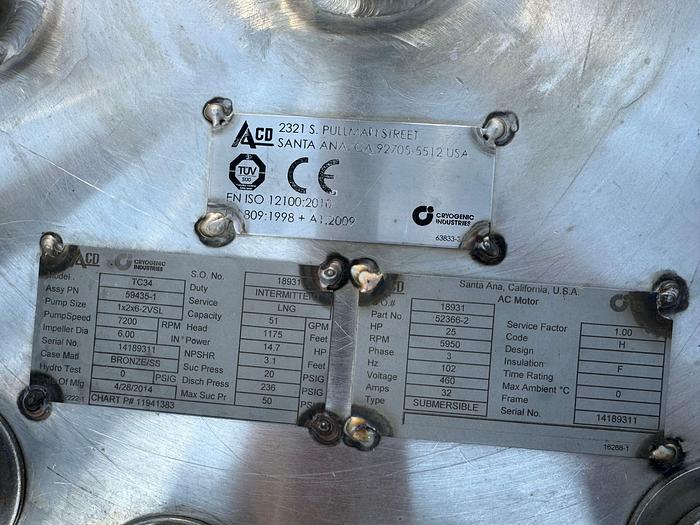 ACD 2321 S. PULLMAN STREET
SANTA ANA, CA 92705-5512 USA
TÜV
SÜD
CE
EN ISO 12100:2010
809:1998 + A1:2009
CRYOGENIC INDUSTRIES
63833-
ACD CRYOGENIC INDUSTRIES
Model TC34 S.O. No. 18931
Assy PN 59435-1 Duty INTERMITTENT
Pump Size 1x2x6-2VSL Service LNG
PumpSpeed 7200 RPM Capacity 51 GPM
Impeller Dia 6.00 IN Head 1175 Feet
Serial No. 14189311 Power 14.7 HP
Case Matl BRONZE/SS NPSHR 3.1 Feet
Hydro Test 0 PSIG Suc Press 20 PSIG
of Mfg 4/28/2014 Disch Press 236 PSIG
2222-1 CHART P# 11941383 Max Suc Pr 50
Santa Ana, California, U.S.A.
AC Motor
S.O.# 18931
Part No. 52366-2 Service Factor 1.00
HP 25 Code H
RPM 5950 Design
Phase 3 Insulation F
Hz 102 Time Rating
Voltage 460 Max Ambient °C 0
Amps 32 Frame
Type SUBMERSIBLE Serial No. 14189311
16268-1